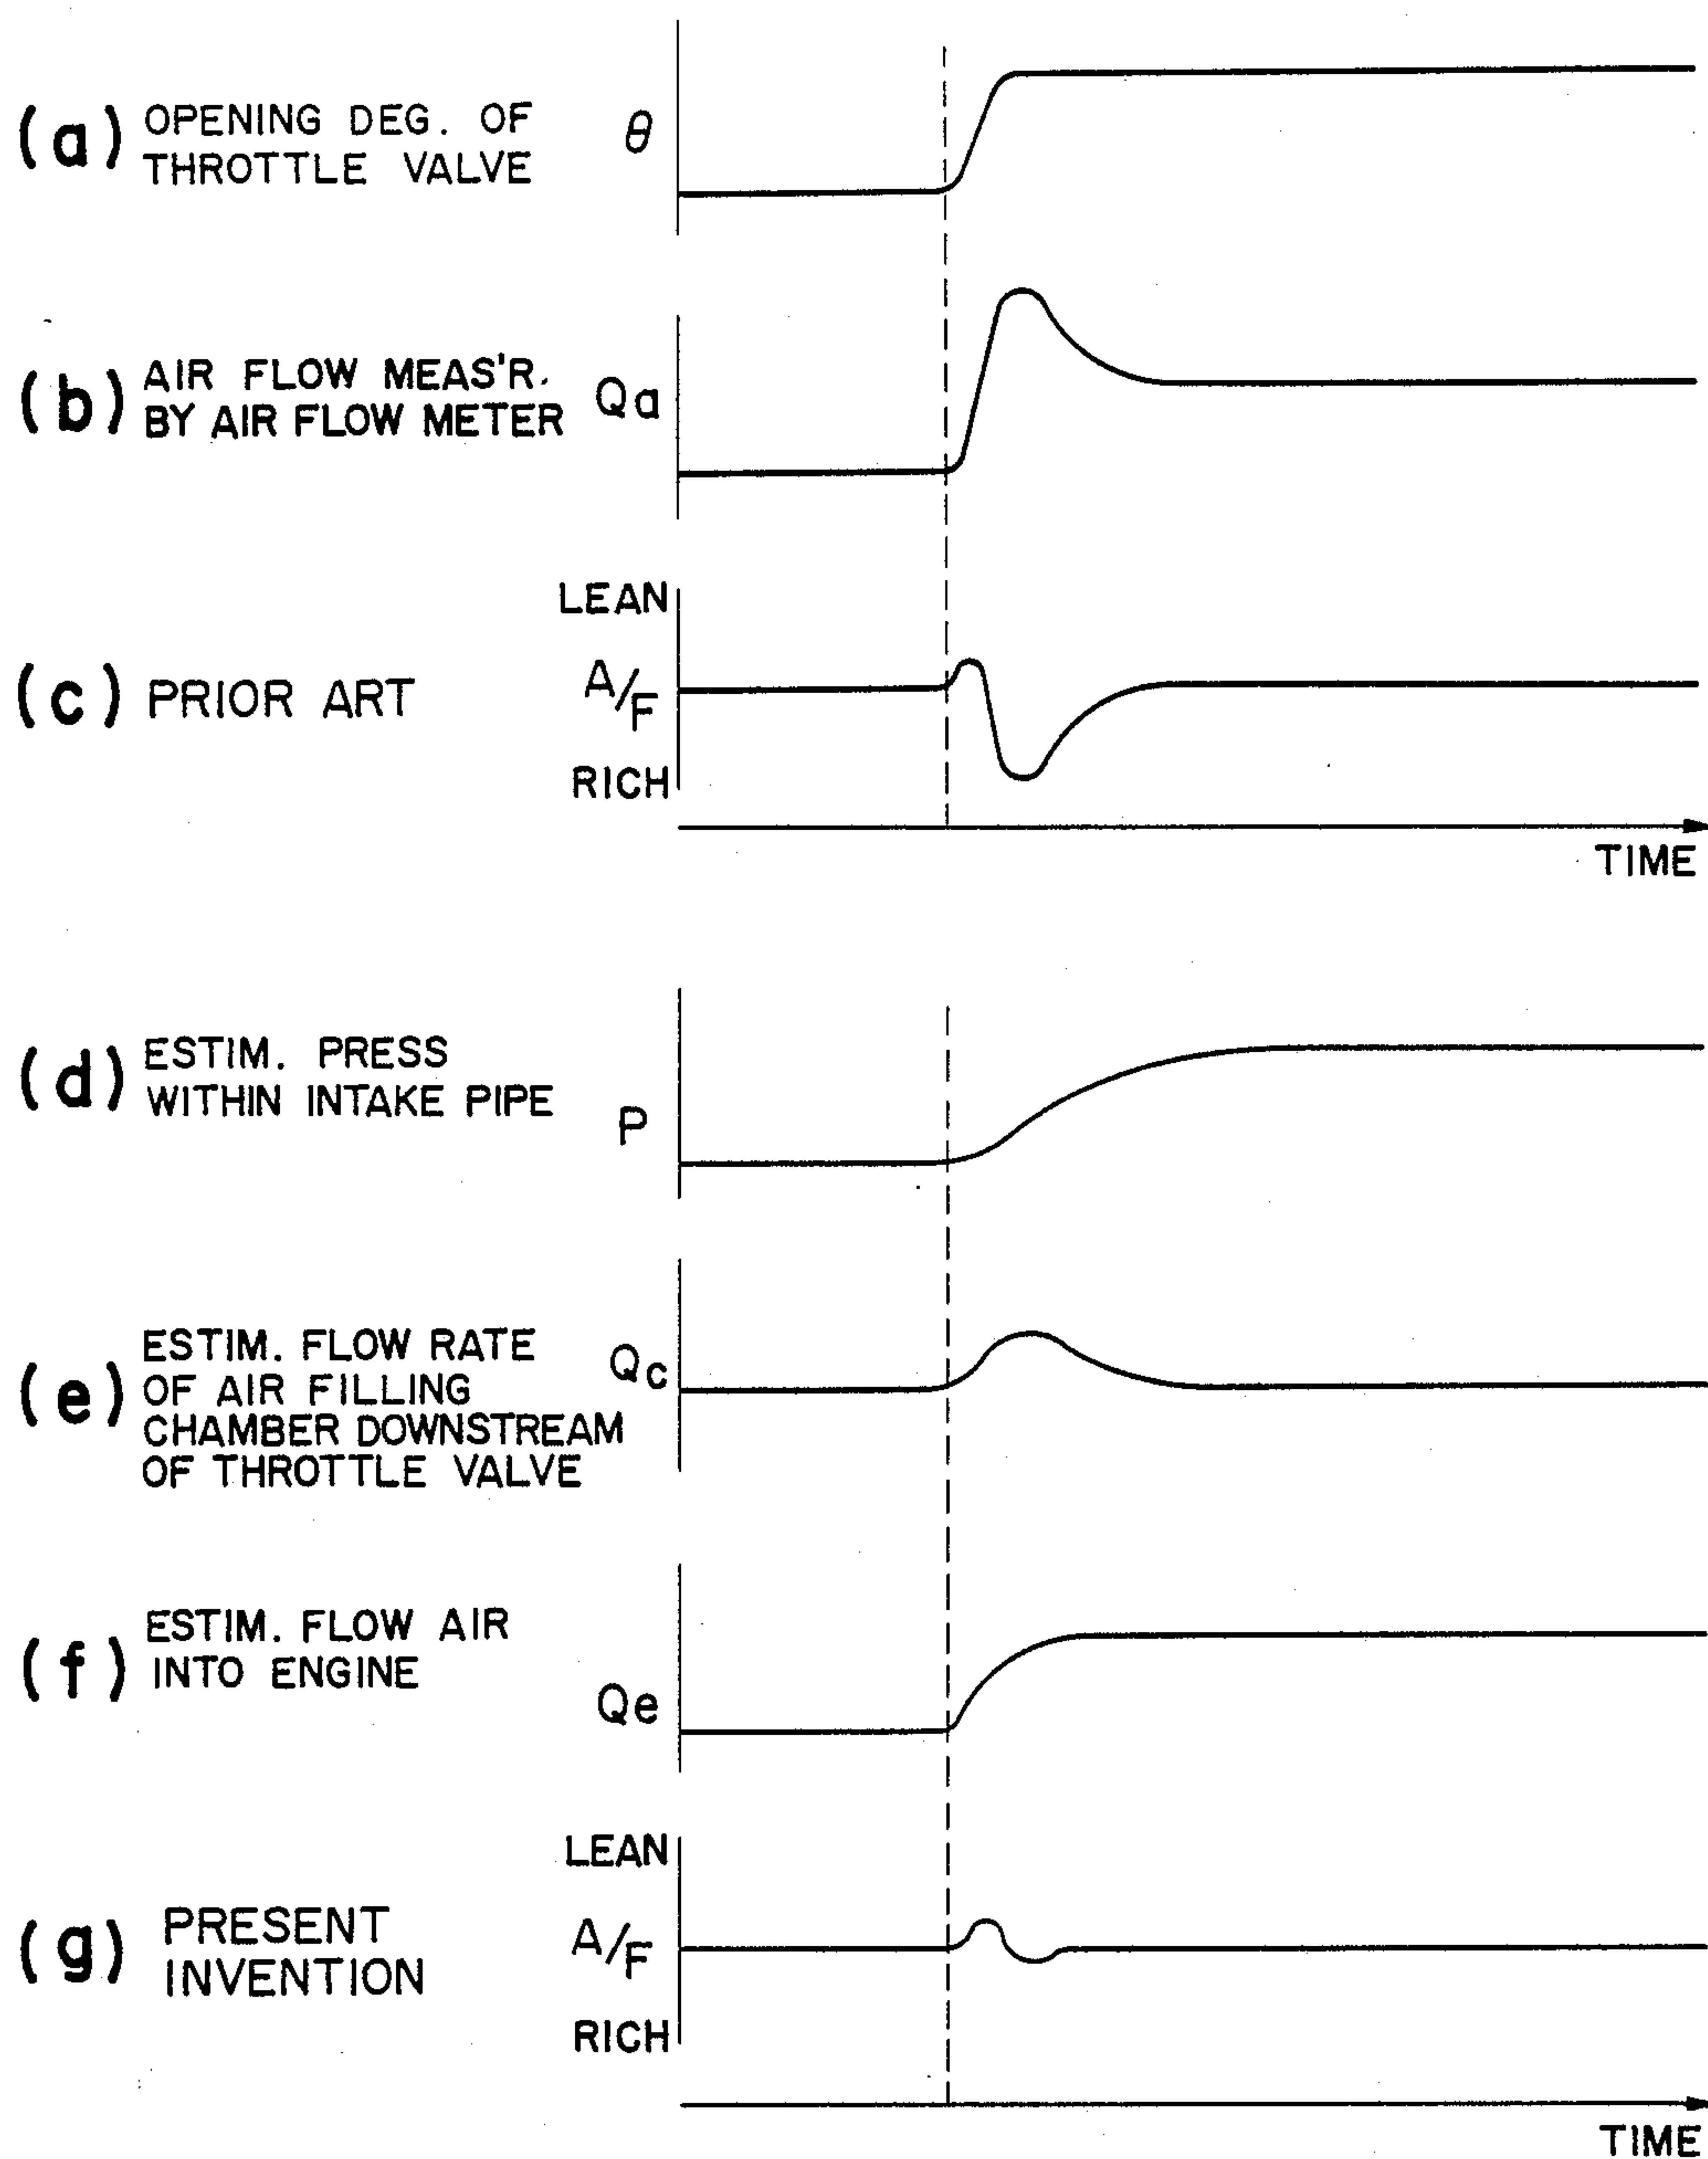 (a) OPENING DEG. OF
THROTTLE VALVE
θ
(b) AIR FLOW MEAS'R.
BY AIR FLOW METER
Qa
LEAN
(c) PRIOR ART
A/F
RICH
TIME
(d) ESTIM. PRESS
WITHIN INTAKE PIPE
P
(e) ESTIM. FLOW RATE
OF AIR FILLING
CHAMBER DOWNSTREAM
OF THROTTLE VALVE
Qc
(f) ESTIM. FLOW AIR
INTO ENGINE
Qe
LEAN
(g) PRESENT
INVENTION
A/F
RICH
TIME